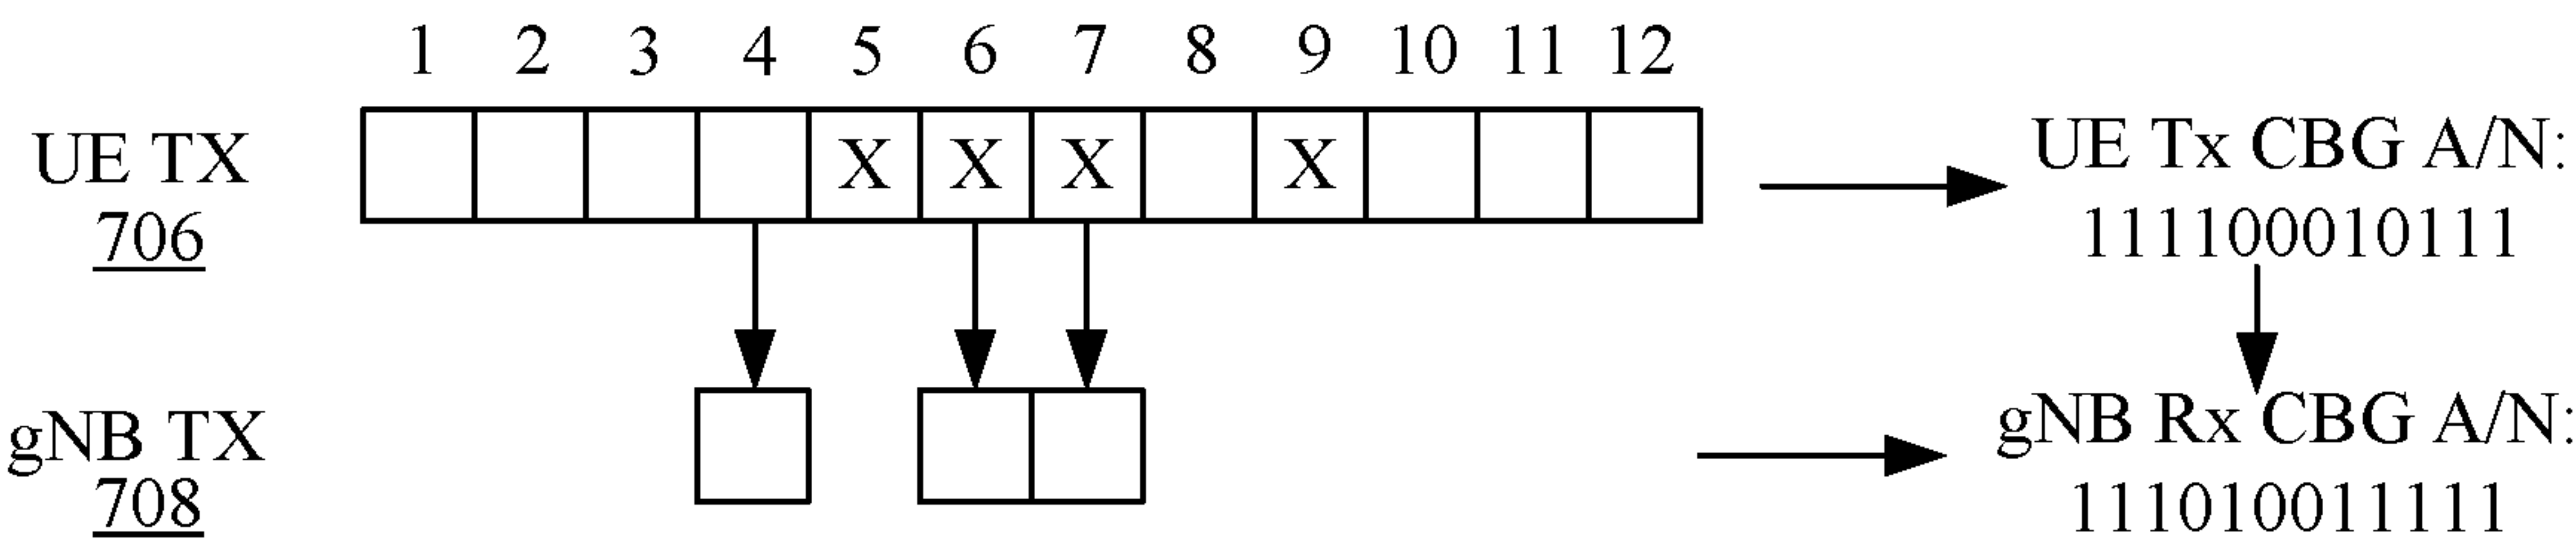 1 2 3 4 5 6 7 8 9 10 11 12
UE TX
706
X X X X
UE Tx CBG A/N:
111100010111
gNB TX
708
gNB Rx CBG A/N:
111010011111